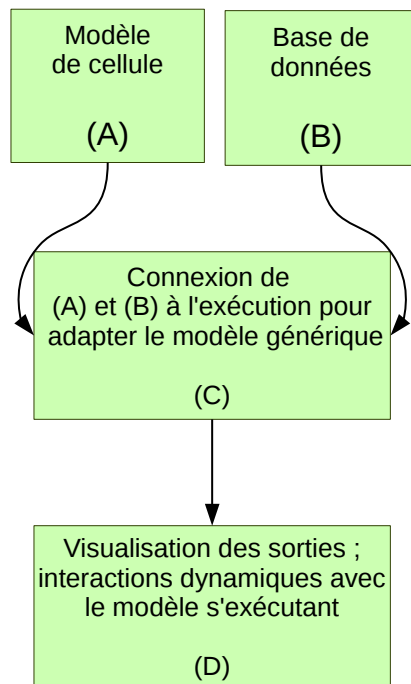 Modèle
de cellule
(A)
Base de
données
(B)
Connexion de
(A) et (B) à l'exécution pour
adapter le modèle générique
(C)
Visualisation des sorties ;
interactions dynamiques avec
le modèle s'exécutant
(D)